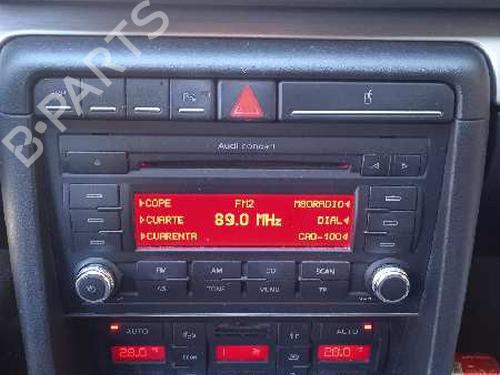 B-PARTS
Audi concert
COPE FM2 M80RADIO
CUARTE 89.0 MHz DIAL
CUARENTA CAD-100
FM AM CD SCAN
AS TONE MENU TP
AUTO AUTO
28.0 28.0